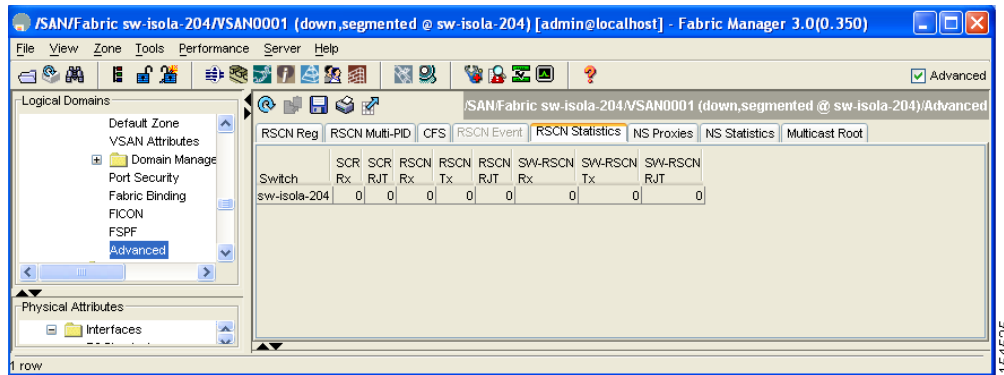 /SAN/Fabric sw-isola-204/VSAN0001 (down,segmented @ sw-isola-204) [admin@localhost] - Fabric Manager 3.0(0.350)
File View Zone Tools Performance Server Help
Advanced
Logical Domains
/SAN/Fabric sw-isola-204/VSAN0001 (down,segmented @ sw-isola-204)/Advanced
Default Zone
VSAN Attributes
Domain Manage
Port Security
Fabric Binding
FICON
FSPF
Advanced
RSCN Reg RSCN Multi-PID CFS RSCN Event RSCN Statistics NS Proxies NS Statistics Multicast Root
SCR SCR RSCN RSCN RSCN SW-RSCN SW-RSCN SW-RSCN
Switch Rx RJT Rx Tx RJT Rx Tx RJT
sw-isola-204 0 0 0 0 0 0 0 0
Physical Attributes
Interfaces
1 row